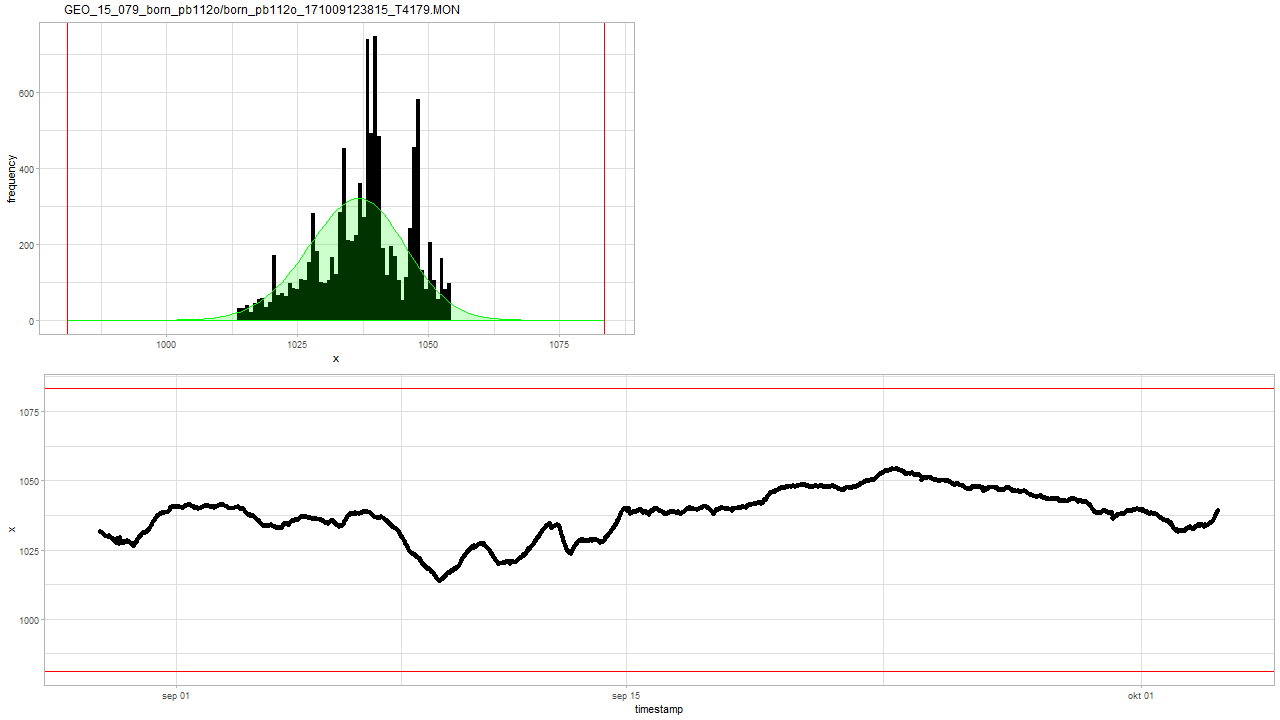 GEO_15_079_born_pb112o/born_pb112o_171009123815_T4179.MON
frequency
600
400
200
0
1000 1025 1050 1075
x
x
1075
1050
1025
1000
sep 01 sep 15 okt 01
timestamp